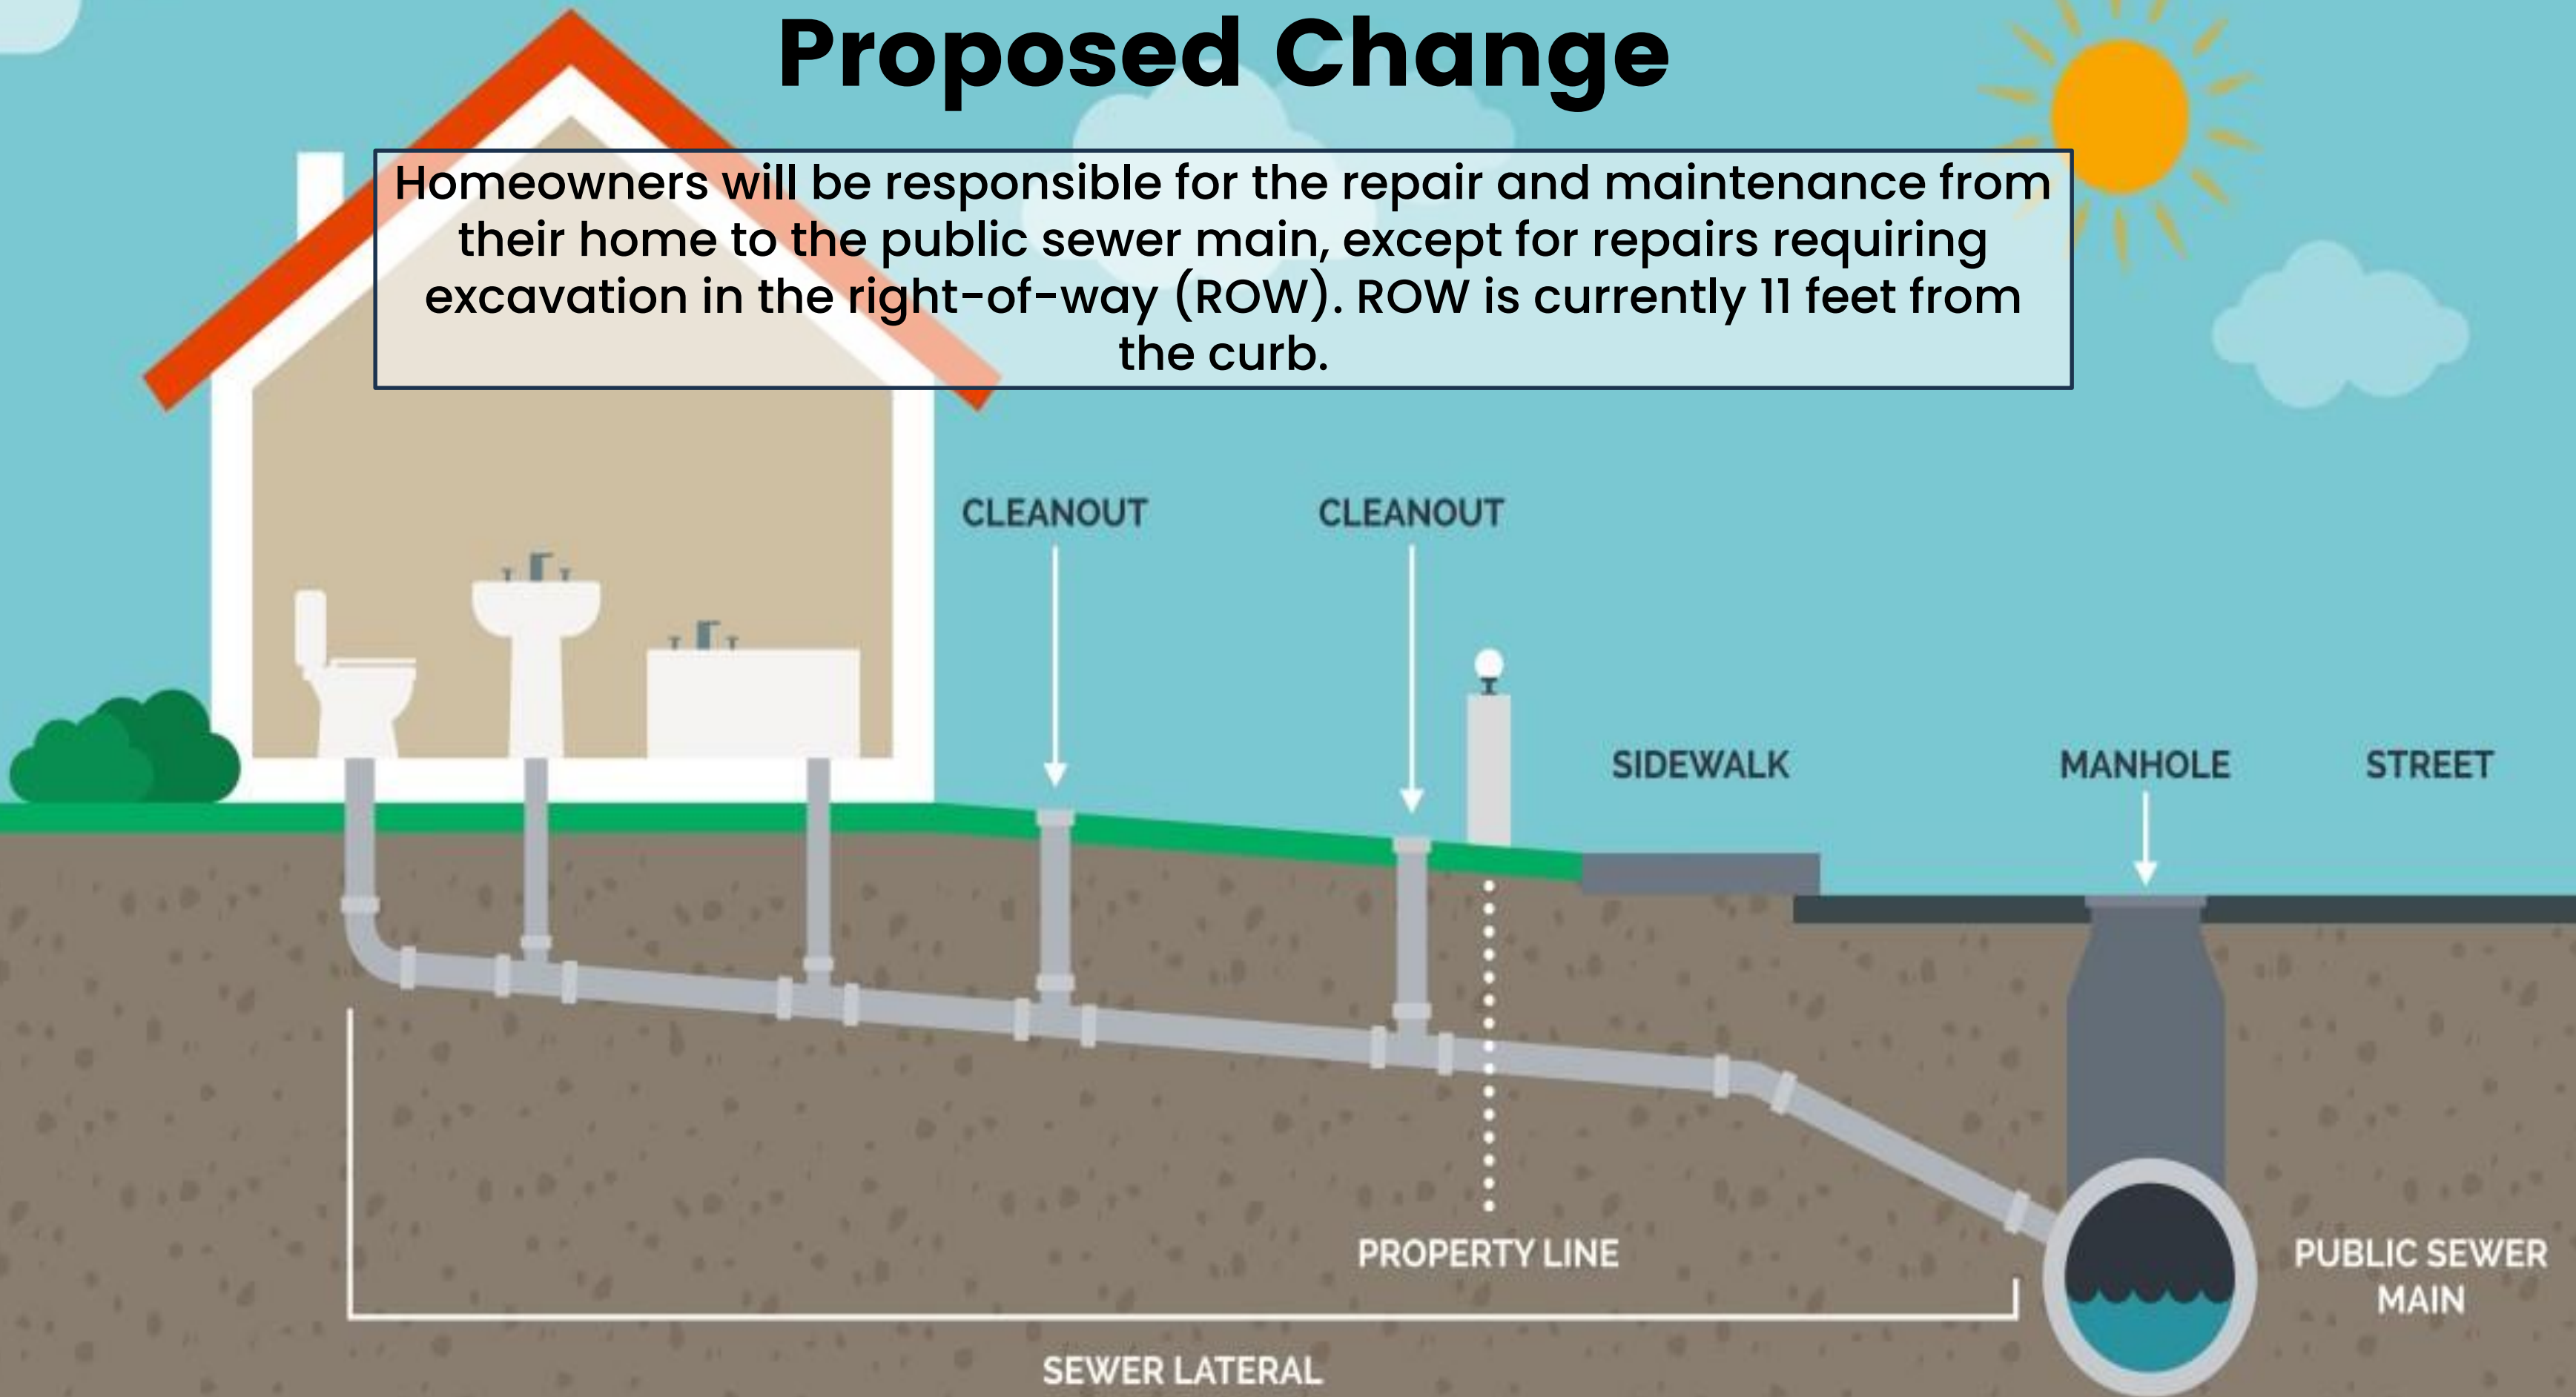 Proposed Change
Homeowners will be responsible for the repair and maintenance from
their home to the public sewer main, except for repairs requiring
excavation in the right-of-way (ROW). ROW is currently 11 feet from
the curb.
CLEANOUT
CLEANOUT
SIDEWALK
MANHOLE
STREET
PROPERTY LINE
PUBLIC SEWER
MAIN
SEWER LATERAL